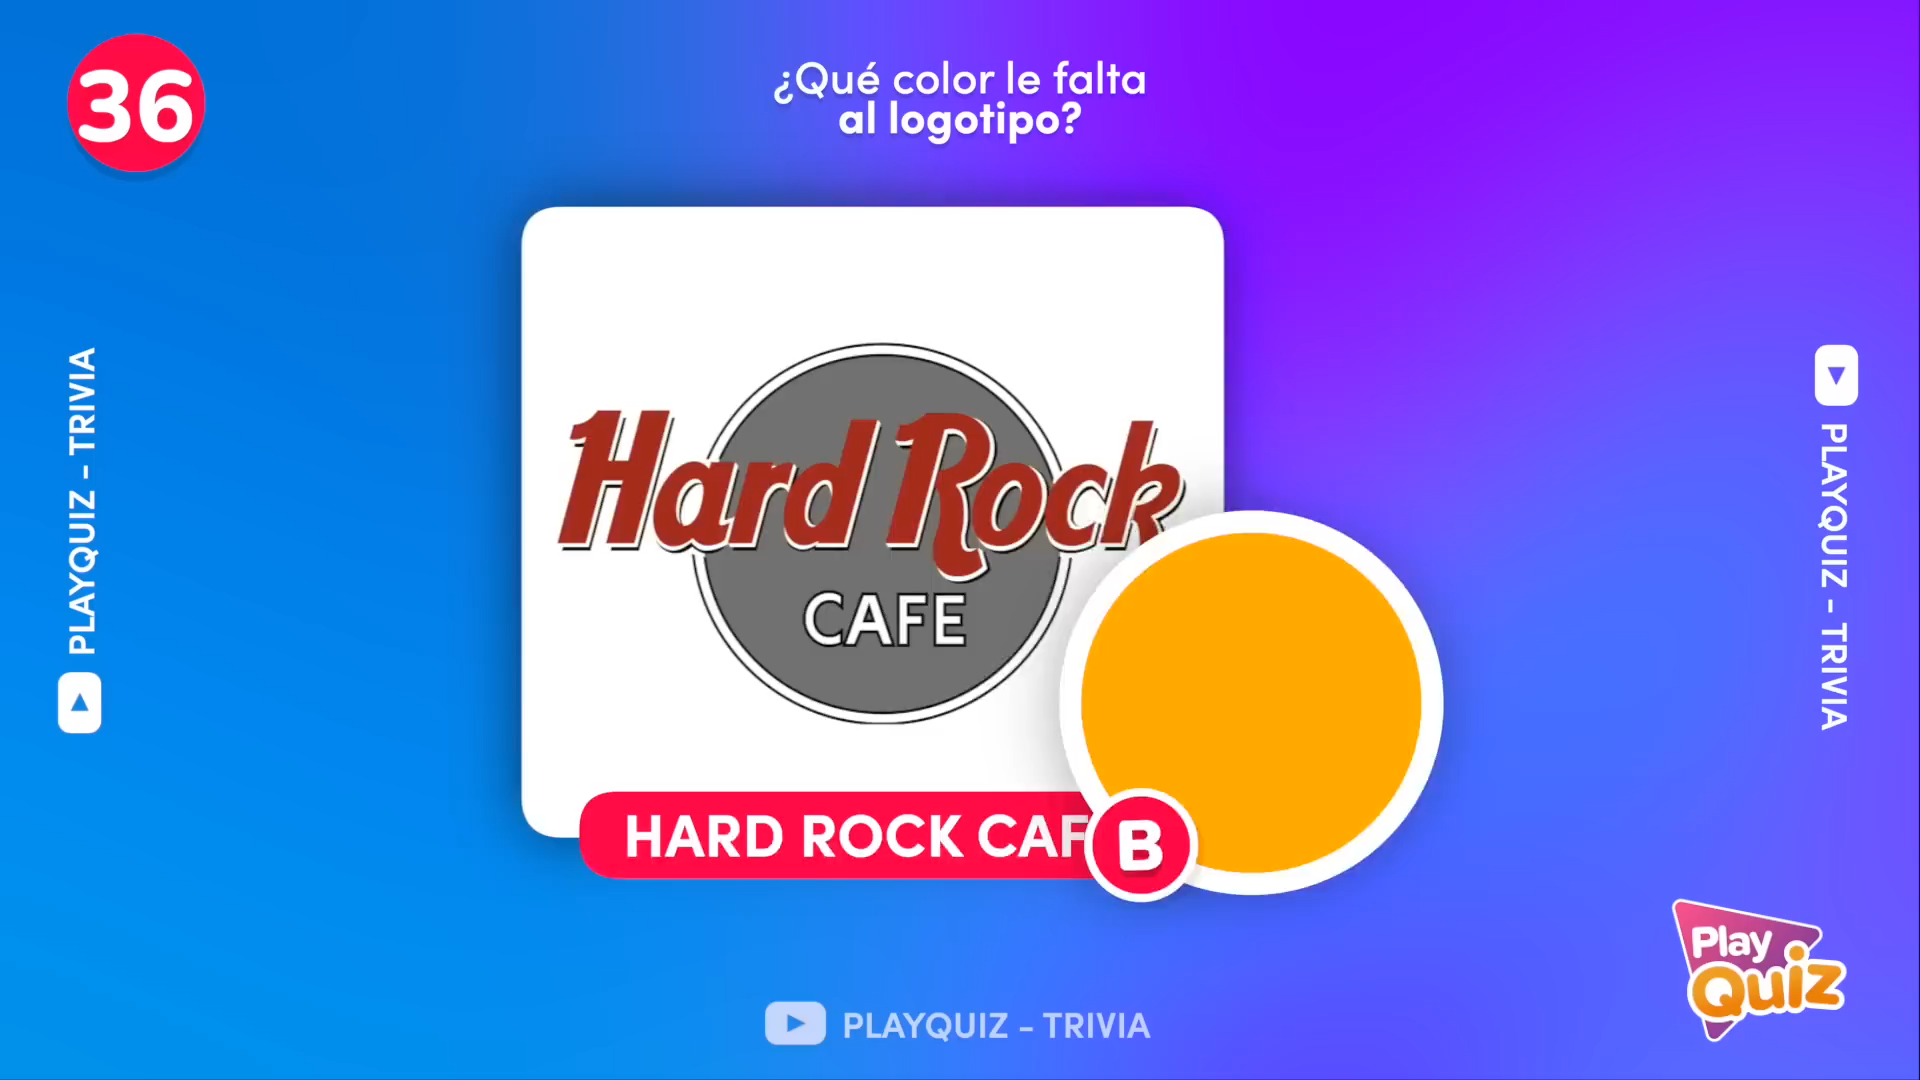 36
¿Qué color le falta
al logotipo?
Hard Rock
CAFE
HARD ROCK CAF
B
PLAYQUIZ - TRIVIA
PLAYQUIZ - TRIVIA
Play
Quiz
PLAYQUIZ - TRIVIA